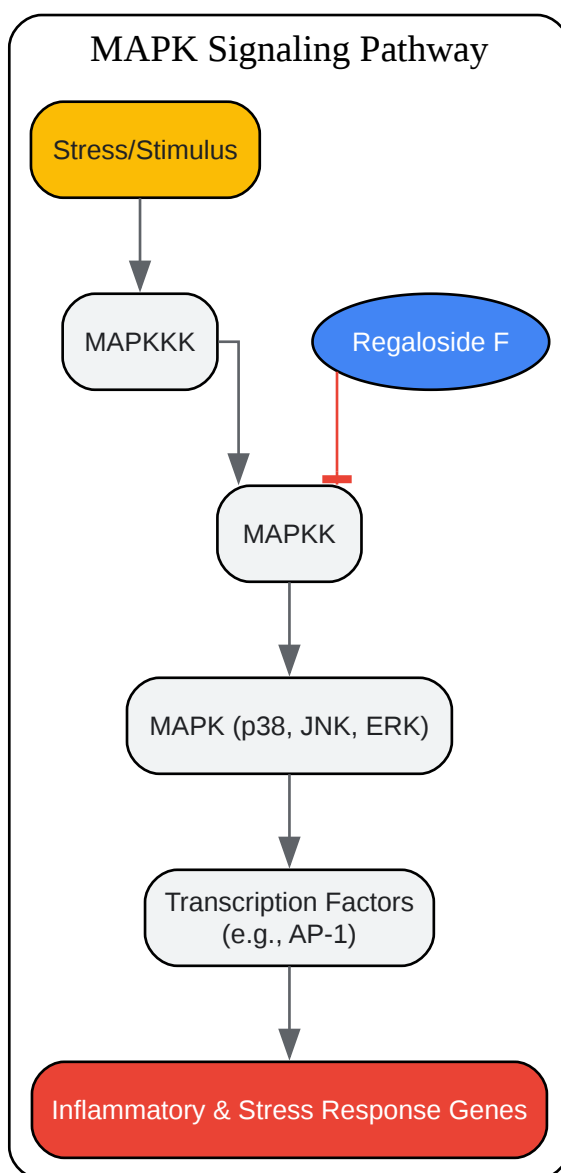 MAPK Signaling Pathway
Stress/Stimulus
MAPKKK
Regaloside F
MAPKK
MAPK (p38, JNK, ERK)
Transcription Factors
(e.g., AP-1)
Inflammatory & Stress Response Genes